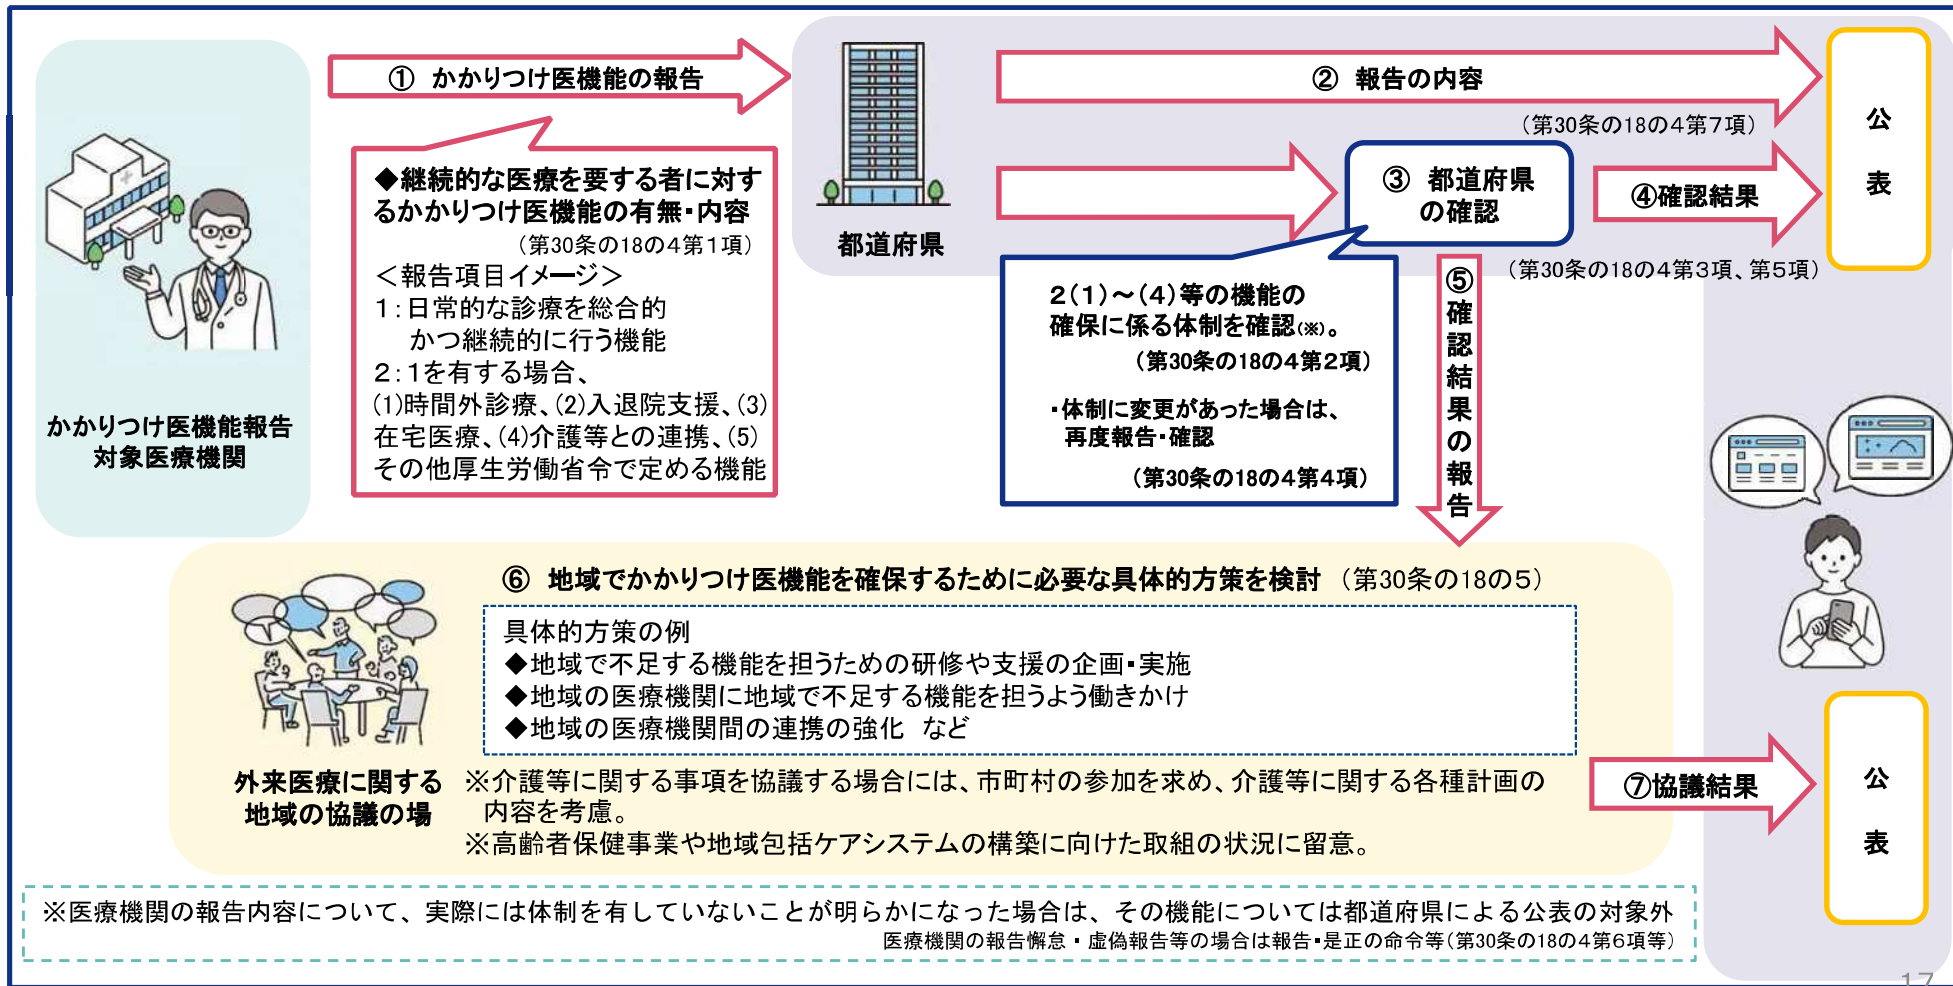 ① かかりつけ医機能の報告
② 報告の内容
(第30条の18の4第7項)
公
表
◆継続的な医療を要する者に対す
るかかりつけ医機能の有無・内容
(第30条の18の4第1項)
＜報告項目イメージ＞
1:日常的な診療を総合的
かつ継続的に行う機能
2:1を有する場合、
(1)時間外診療、(2)入退院支援、(3)
在宅医療、(4)介護等との連携、(5)
その他厚生労働省令で定める機能
かかりつけ医機能報告
対象医療機関
都道府県
③ 都道府県
の確認
④確認結果
(第30条の18の4第3項、第5項)
2(1)～(4)等の機能の
確保に係る体制を確認(※)。
(第30条の18の4第2項)
・体制に変更があった場合は、
再度報告・確認
(第30条の18の4第4項)
⑤確認結果の報告
⑥ 地域でかかりつけ医機能を確保するために必要な具体的方策を検討 (第30条の18の5)
具体的方策の例
◆地域で不足する機能を担うための研修や支援の企画・実施
◆地域の医療機関に地域で不足する機能を担うよう働きかけ
◆地域の医療機関間の連携の強化 など
外来医療に関する
地域の協議の場
※介護等に関する事項を協議する場合には、市町村の参加を求め、介護等に関する各種計画の
内容を考慮。
※高齢者保健事業や地域包括ケアシステムの構築に向けた取組の状況に留意。
⑦協議結果
公
表
※医療機関の報告内容について、実際には体制を有していないことが明らかになった場合は、その機能については都道府県による公表の対象外
医療機関の報告懈怠・虚偽報告等の場合は報告・是正の命令等(第30条の18の4第6項等)
17